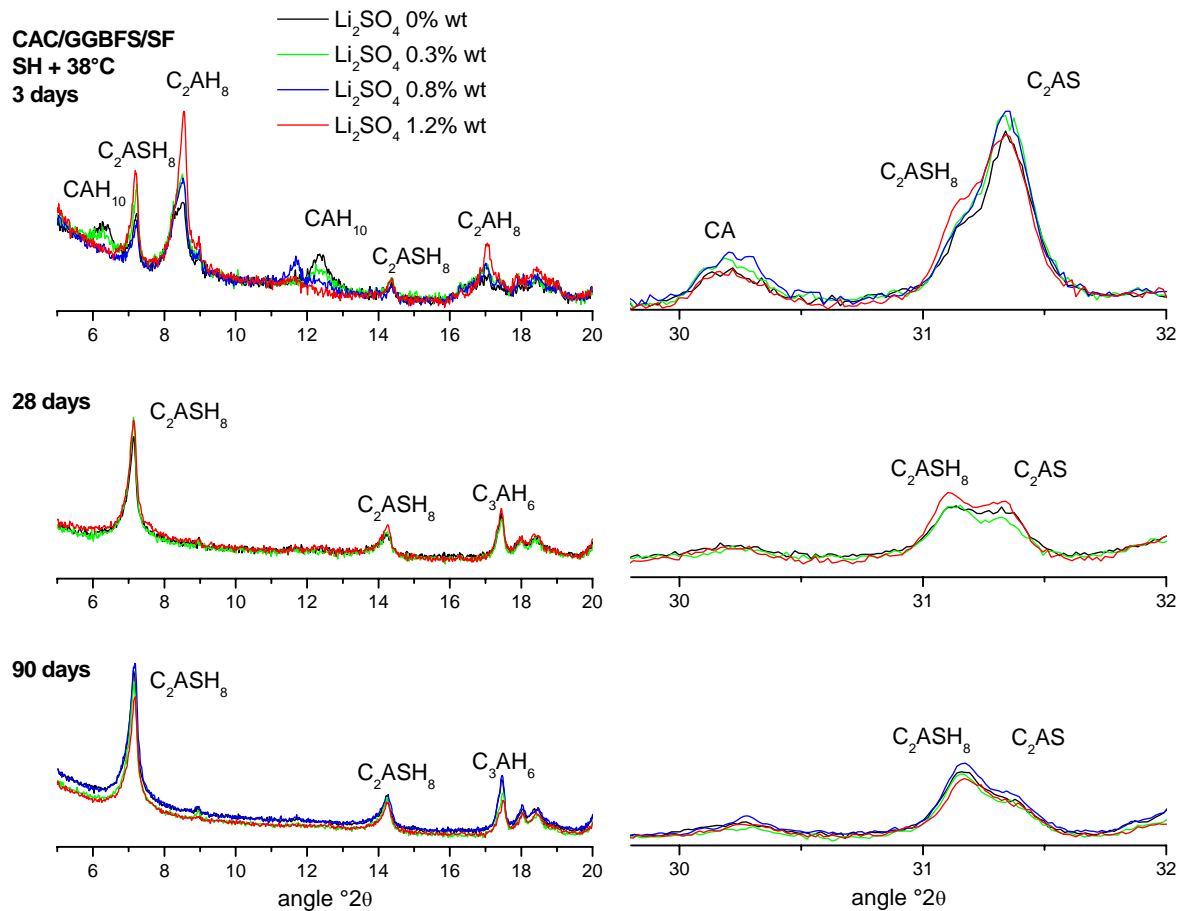 CAC/GGBFS/SF
SH + 38°C
3 days
Li₂SO₄ 0% wt
Li₂SO₄ 0.3% wt
Li₂SO₄ 0.8% wt
Li₂SO₄ 1.2% wt
C₂AH₈
C₂ASH₈
CAH₁₀
CAH₁₀
C₂ASH₈
C₂AH₈
6 8 10 12 14 16 18 20
C₂AS
C₂ASH₈
CA
30 31 32
28 days
C₂ASH₈
C₂ASH₈
C₃AH₆
6 8 10 12 14 16 18 20
C₂ASH₈ C₂AS
30 31 32
90 days
C₂ASH₈
C₂ASH₈
C₃AH₆
6 8 10 12 14 16 18 20
angle °2θ
C₂ASH₈ C₂AS
30 31 32
angle °2θ